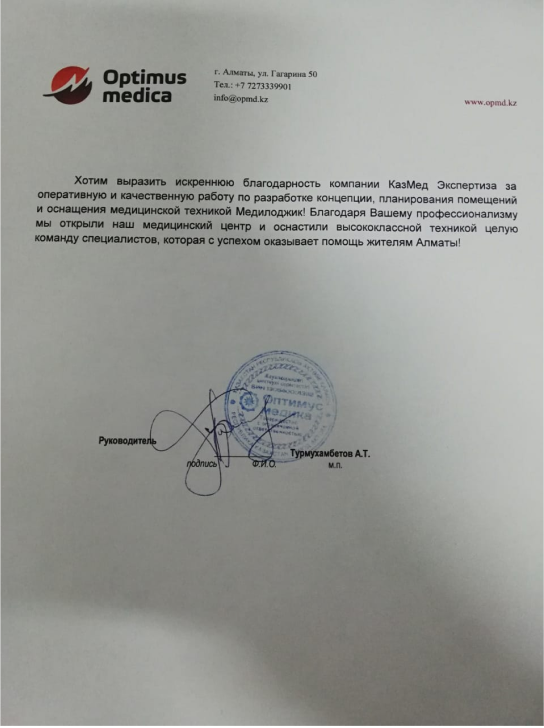 Optimus
medica
г. Алматы, ул. Гагарина 50
Тел.: +7 7273339901
info@opmd.kz
www.opmd.kz
Хотим выразить искреннюю благодарность компании КазМед Экспертиза за
оперативную и качественную работу по разработке концепции, планирования помещений
и оснащения медицинской техникой Медилоджик! Благодаря Вашему профессионализму
мы открыли наш медицинский центр и оснастили высококлассной техникой целую
команду специалистов, которая с успехом оказывает помощь жителям Алматы!
Оптимус
медика
Руководитель
Турмухамбетов А.Т.
подпись Ф.И.О. м.п.